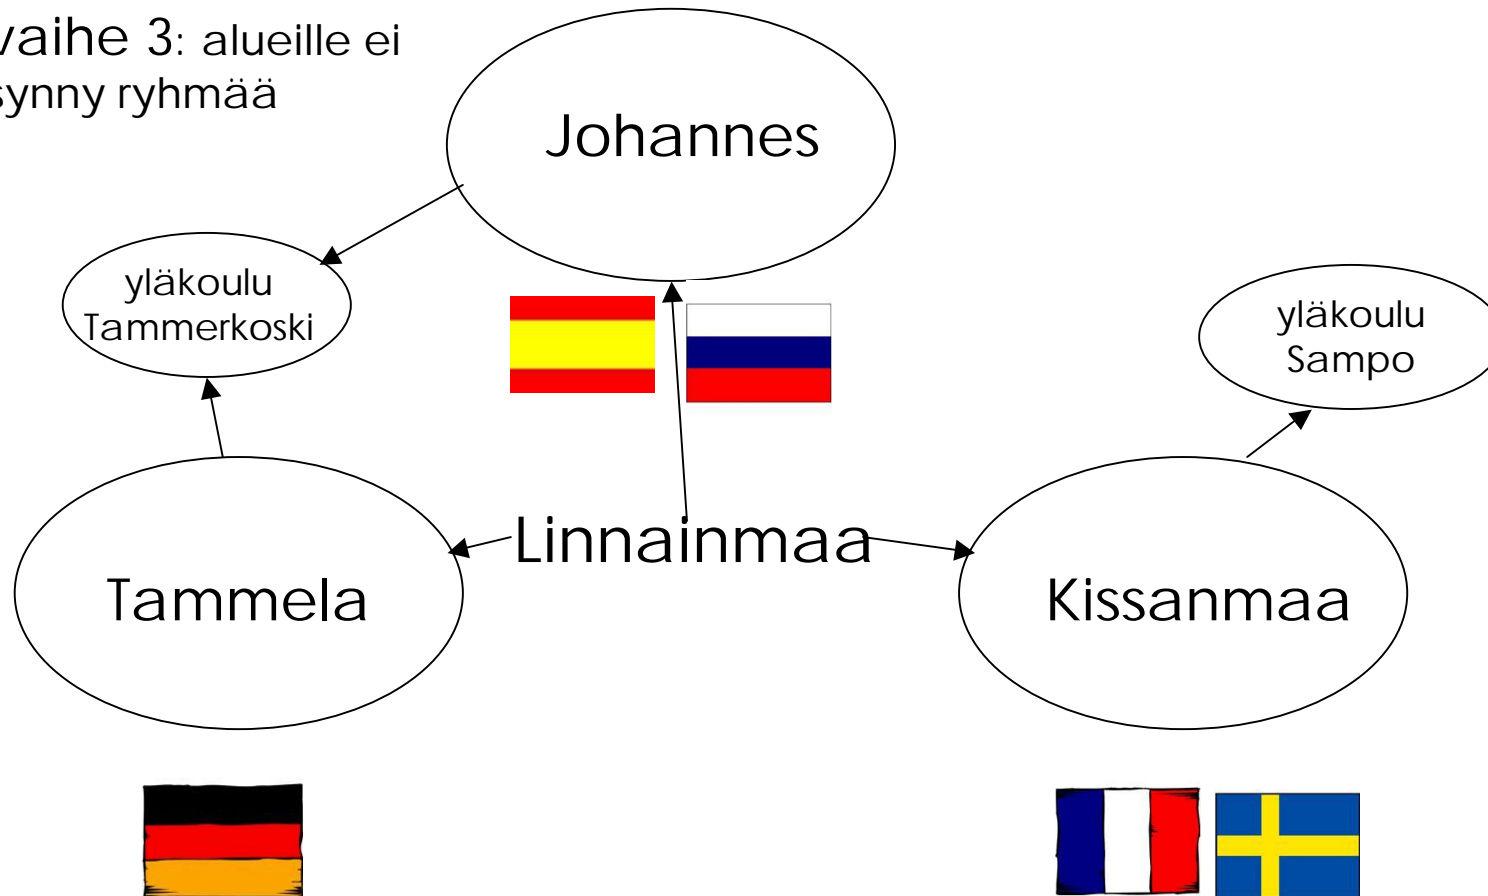 vaihe 3: alueille ei
synny ryhmää
Johannes
yläkoulu
Tammerkoski
yläkoulu
Sampo
Linnainmaa
Tammela
Kissanmaa